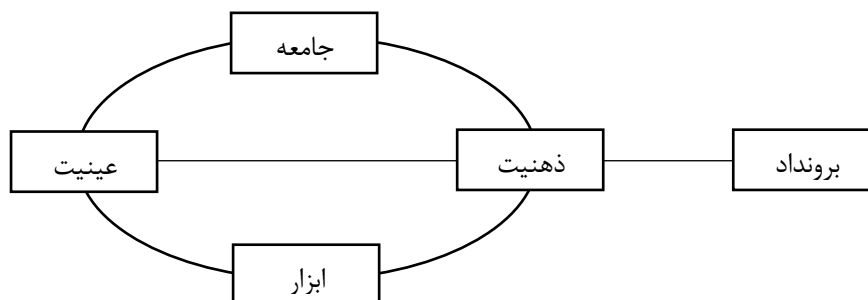 جامعه
برونداد
ذهنیت
عینیت
ابزار